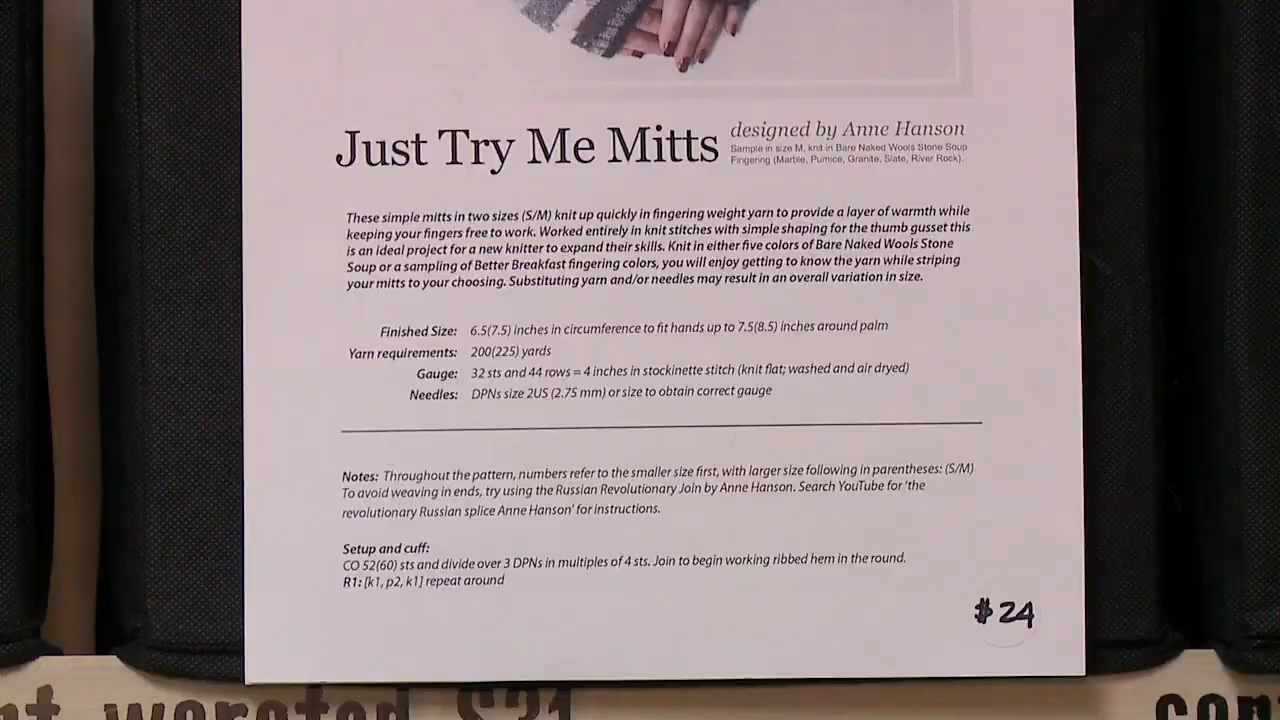 Just Try Me Mitts
designed by Anne Hanson
Sample in size M, knit in Bare Naked Wools Stone Soup
Fingering (Marble, Pumice, Granite, Slate, River Rock).
These simple mitts in two sizes (S/M) knit up quickly in fingering weight yarn to provide a layer of warmth while
keeping your fingers free to work. Worked entirely in knit stitches with simple shaping for the thumb gusset this
is an ideal project for a new knitter to expand their skills. Knit in either five colors of Bare Naked Wools Stone
Soup or a sampling of Better Breakfast fingering colors, you will enjoy getting to know the yarn while striping
your mitts to your choosing. Substituting yarn and/or needles may result in an overall variation in size.
Finished Size: 6.5(7.5) inches in circumference to fit hands up to 7.5(8.5) inches around palm
Yarn requirements: 200(225) yards
Gauge: 32 sts and 44 rows = 4 inches in stockinette stitch (knit flat; washed and air dryed)
Needles: DPNs size 2US (2.75 mm) or size to obtain correct gauge
Notes: Throughout the pattern, numbers refer to the smaller size first, with larger size following in parentheses: (S/M)
To avoid weaving in ends, try using the Russian Revolutionary Join by Anne Hanson. Search YouTube for 'the
revolutionary Russian splice Anne Hanson' for instructions.
Setup and cuff:
CO 52(60) sts and divide over 3 DPNs in multiples of 4 sts. Join to begin working ribbed hem in the round.
R1: [k1, p2, k1] repeat around
$24